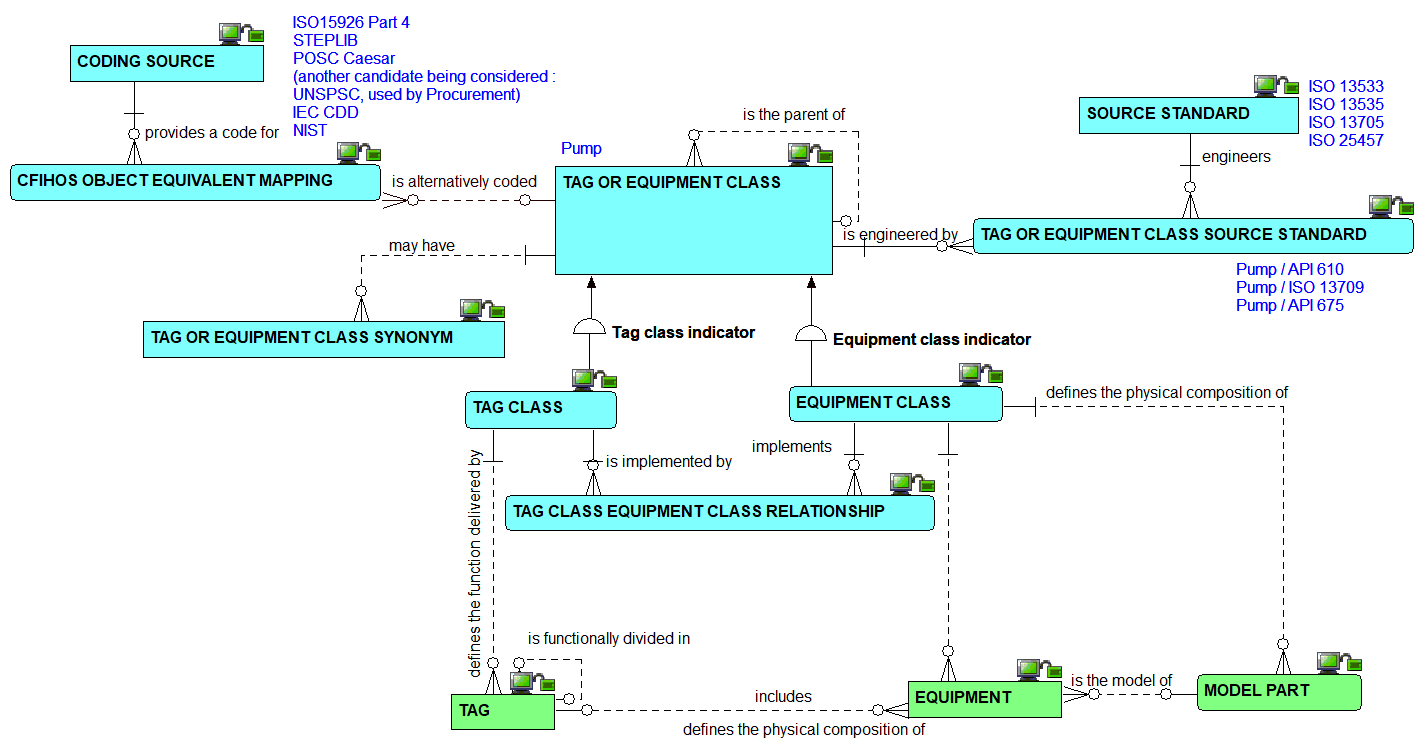 ISO15926 Part 4
STEPLIB
POSC Caesar
(another candidate being considered :
UNSPSC, used by Procurement)
IEC CDD
NIST
CODING SOURCE
provides a code for
CFIHOS OBJECT EQUIVALENT MAPPING
is alternatively coded
Pump
is the parent of
TAG OR EQUIPMENT CLASS
SOURCE STANDARD
ISO 13533
ISO 13535
ISO 13705
ISO 25457
engineers
is engineered by
TAG OR EQUIPMENT CLASS SOURCE STANDARD
Pump / API 610
Pump / ISO 13709
Pump / API 675
may have
TAG OR EQUIPMENT CLASS SYNONYM
Tag class indicator
Equipment class indicator
TAG CLASS
EQUIPMENT CLASS
defines the physical composition of
is implemented by
implements
TAG CLASS EQUIPMENT CLASS RELATIONSHIP
defines the function delivered by
is functionally divided in
TAG
includes
defines the physical composition of
EQUIPMENT
is the model of
MODEL PART